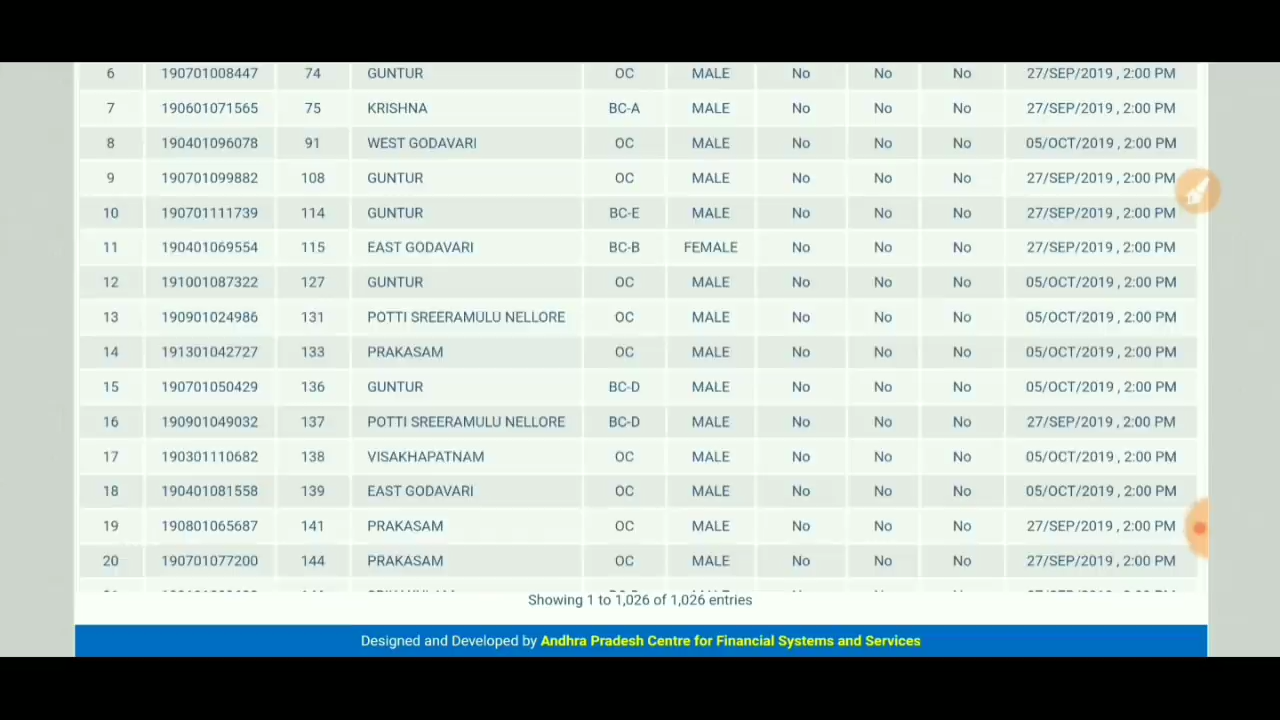 6 190701008447 74 GUNTUR OC MALE No No No 27/SEP/2019 , 2:00 PM
7 190601071565 75 KRISHNA BC-A MALE No No No 27/SEP/2019 , 2:00 PM
8 190401096078 91 WEST GODAVARI OC MALE No No No 05/OCT/2019 , 2:00 PM
9 190701099882 108 GUNTUR OC MALE No No No 27/SEP/2019 , 2:00 PM
10 190701111739 114 GUNTUR BC-E MALE No No No 27/SEP/2019 , 2:00 PM
11 190401069554 115 EAST GODAVARI BC-B FEMALE No No No 27/SEP/2019 , 2:00 PM
12 191001087322 127 GUNTUR OC MALE No No No 05/OCT/2019 , 2:00 PM
13 190901024986 131 POTTI SREERAMULU NELLORE OC MALE No No No 05/OCT/2019 , 2:00 PM
14 191301042727 133 PRAKASAM OC MALE No No No 05/OCT/2019 , 2:00 PM
15 190701050429 136 GUNTUR BC-D MALE No No No 05/OCT/2019 , 2:00 PM
16 190901049032 137 POTTI SREERAMULU NELLORE BC-D MALE No No No 27/SEP/2019 , 2:00 PM
17 190301110682 138 VISAKHAPATNAM OC MALE No No No 05/OCT/2019 , 2:00 PM
18 190401081558 139 EAST GODAVARI OC MALE No No No 05/OCT/2019 , 2:00 PM
19 190801065687 141 PRAKASAM OC MALE No No No 27/SEP/2019 , 2:00 PM
20 190701077200 144 PRAKASAM OC MALE No No No 27/SEP/2019 , 2:00 PM
Showing 1 to 1,026 of 1,026 entries
Designed and Developed by Andhra Pradesh Centre for Financial Systems and Services